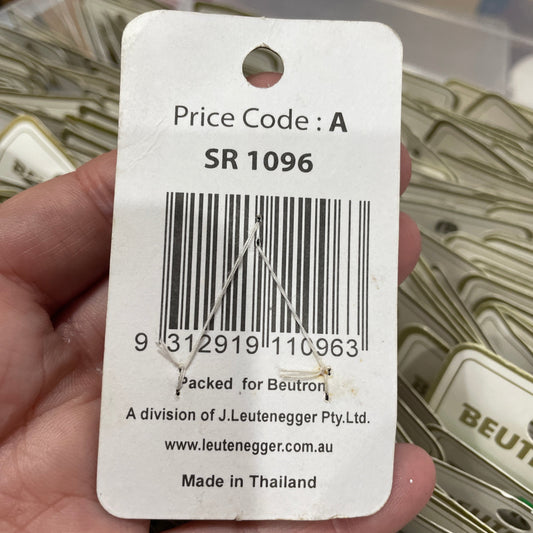 Price Code : A
SR 1096
9 312919 110963
Packed for Beutron
A division of J.Leutenegger Pty.Ltd.
www.leutenegger.com.au
Made in Thailand